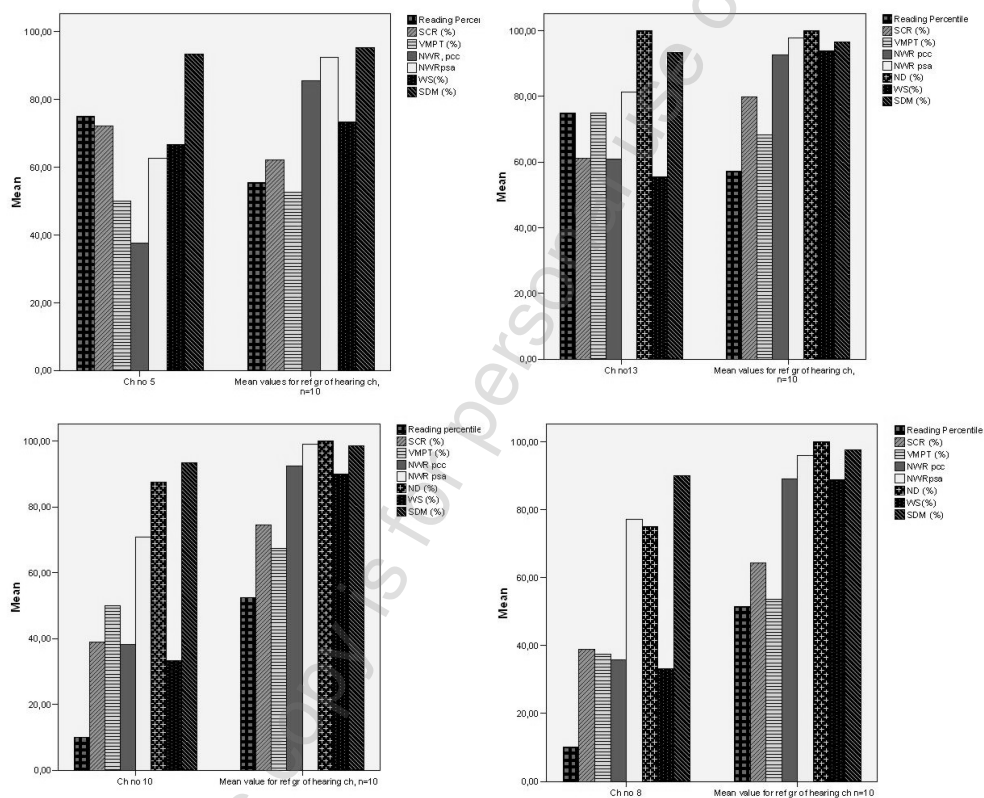 Reading Percen
SCR (%)
VMPT (%)
NWR, pcc
NWRpsa
WS(%)
SDM (%)
100,00
80,00
60,00
40,00
20,00
0,00
Mean
Ch no 5
Mean values for ref gr of hearing ch,
n=10
Reading Percentile
SCR (%)
VMPT (%)
NWR pcc
NWR psa
ND (%)
WS(%)
SDM (%)
100,00
80,00
60,00
40,00
20,00
0,00
Mean
Ch no13
Mean values for ref gr of hearing ch,
n=10
Reading percentile
SCR (%)
VMPT (%)
NWR pcc
NWR psa
ND (%)
WS (%)
SDM (%)
100,00
80,00
60,00
40,00
20,00
0,00
Mean
Ch no 10
Mean value for ref gr of hearing ch, n=10
Reading Percentile
SCR (%)
VMPT (%)
NWR pcc
NWRpsa
ND (%)
WS(%)
SDM (%)
100,00
80,00
60,00
40,00
20,00
0,00
Mean
Ch no 8
Mean value for ref gr of hearing ch n=10
copy is for personal use o